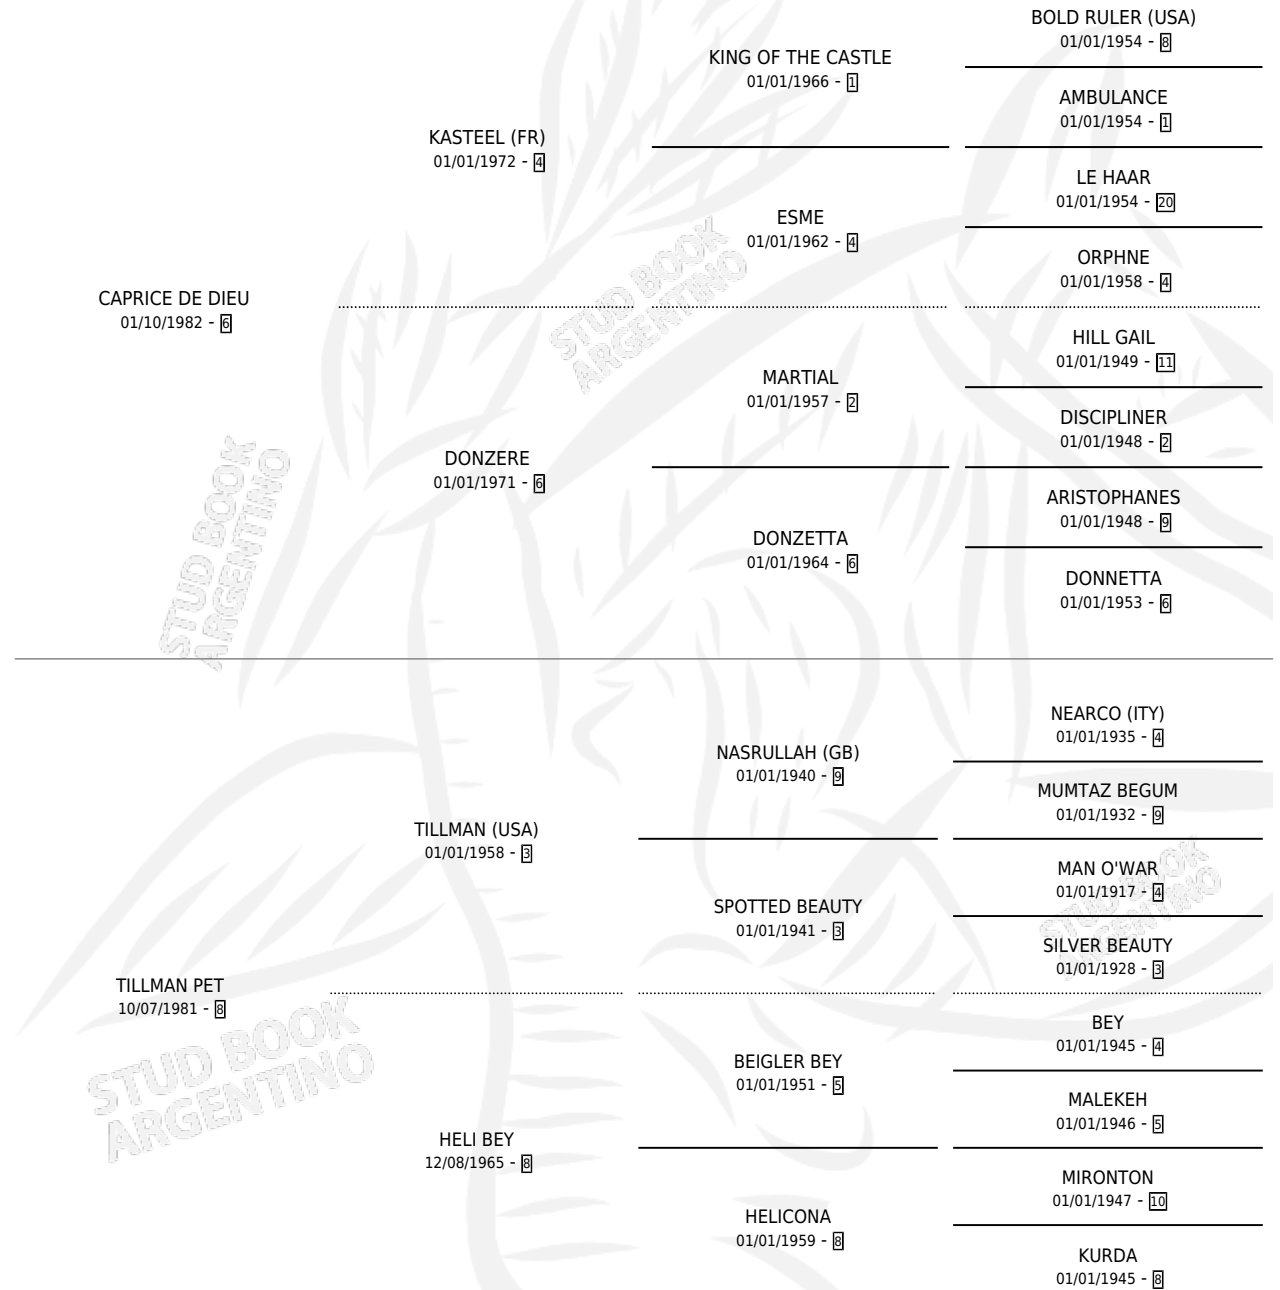 BOLD RULER (USA)
01/01/1954 - 8
KING OF THE CASTLE
01/01/1966 - 1
AMBULANCE
01/01/1954 - 1
KASTEEL (FR)
01/01/1972 - 4
LE HAAR
01/01/1954 - 20
ESME
01/01/1962 - 4
ORPHNE
01/01/1958 - 4
CAPRICE DE DIEU
01/10/1982 - 6
HILL GAIL
01/01/1949 - 11
MARTIAL
01/01/1957 - 2
DISCIPLINER
01/01/1948 - 2
DONZERE
01/01/1971 - 6
ARISTOPHANES
01/01/1948 - 9
DONZETTA
01/01/1964 - 6
DONNETTA
01/01/1953 - 6
STUD BOOK
ARGENTINO
STUD BOOK
ARGENTINO
NEARCO (ITY)
01/01/1935 - 4
NASRULLAH (GB)
01/01/1940 - 9
MUMTAZ BEGUM
01/01/1932 - 9
TILLMAN (USA)
01/01/1958 - 3
MAN O'WAR
01/01/1917 - 4
SPOTTED BEAUTY
01/01/1941 - 3
SILVER BEAUTY
01/01/1928 - 3
STUD BOOK
ARGENTINO
TILLMAN PET
10/07/1981 - 8
BEY
01/01/1945 - 4
BEIGLER BEY
01/01/1951 - 5
MALEKEH
01/01/1946 - 5
HELI BEY
12/08/1965 - 8
MIRONTON
01/01/1947 - 10
HELICONA
01/01/1959 - 8
KURDA
01/01/1945 - 8
STUD BOOK
ARGENTINO